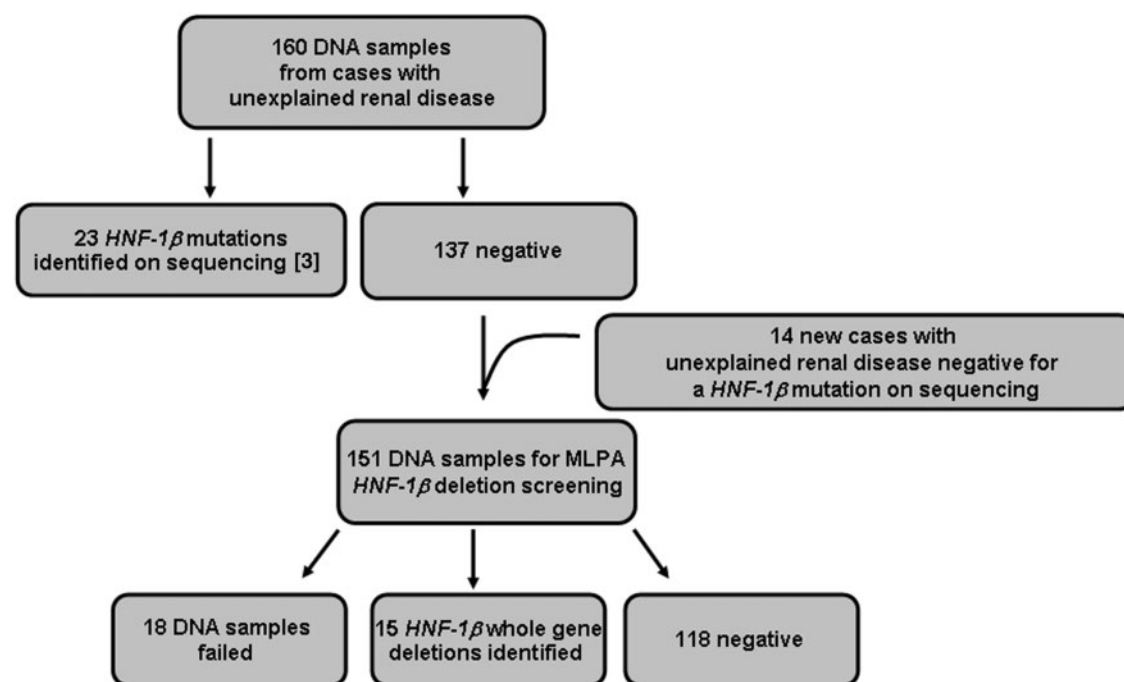 160 DNA samples
from cases with
unexplained renal disease
23 HNF-1β mutations
identified on sequencing [3]
137 negative
14 new cases with
unexplained renal disease negative for
a HNF-1β mutation on sequencing
151 DNA samples for MLPA
HNF-1β deletion screening
18 DNA samples
failed
15 HNF-1β whole gene
deletions identified
118 negative